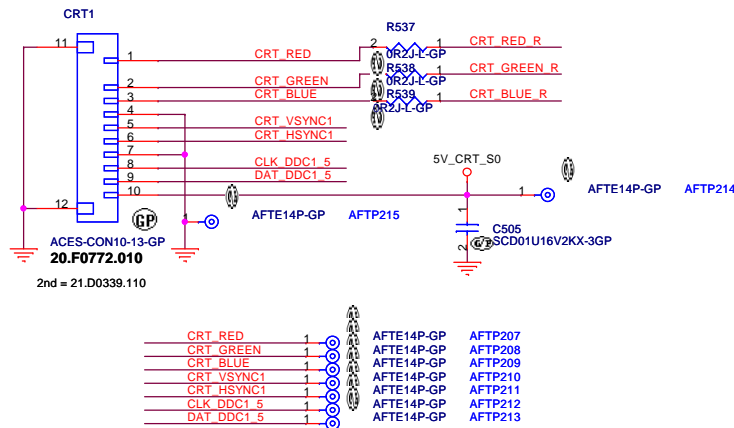 CRT1
R537
11
1
CRT_RED
2
1
CRT_RED_R
0R2J-L-GP
R538
2
CRT_GREEN
1
CRT_GREEN_R
0R2J-L-GP
3
CRT_BLUE
R539
1
CRT_BLUE_R
0R2J-L-GP
4
5
CRT_VSYNC1
6
CRT_HSYNC1
7
8
CLK_DDC1_5
5V_CRT_S0
9
DAT_DDC1_5
10
1
AFTE14P-GP
AFTP214
12
GP
1
AFTE14P-GP
AFTP215
1
C505
2
SCD01U16V2KX-3GP
ACES-CON10-13-GP
20.F0772.010
2nd = 21.D0339.110
CRT_RED
1
AFTE14P-GP
AFTP207
CRT_GREEN
1
AFTE14P-GP
AFTP208
CRT_BLUE
1
AFTE14P-GP
AFTP209
CRT_VSYNC1
1
AFTE14P-GP
AFTP210
CRT_HSYNC1
1
AFTE14P-GP
AFTP211
CLK_DDC1_5
1
AFTE14P-GP
AFTP212
DAT_DDC1_5
1
AFTE14P-GP
AFTP213